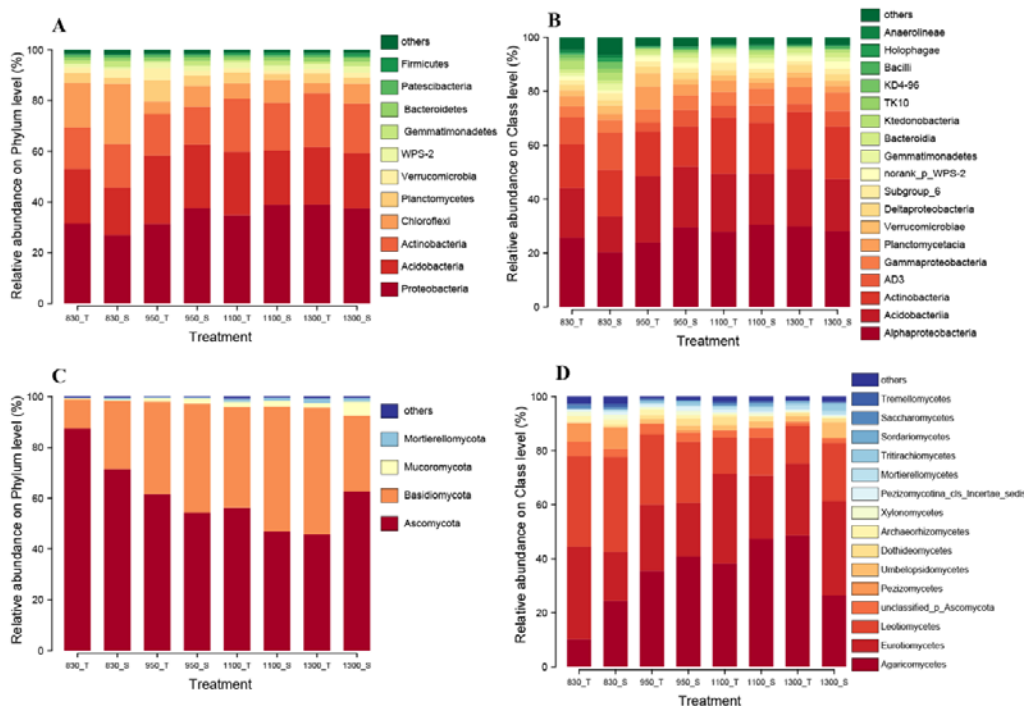 A
Relative abundance on Phylum level (%)
100
80
60
40
20
0
830_T
830_S
950_T
950_S
1100_T
1100_S
1300_T
1300_S
Treatment
others
Firmicutes
Patescibacteria
Bacteroidetes
Gemmatimonadetes
WPS-2
Verrucomicrobia
Planctomycetes
Chloroflexi
Actinobacteria
Acidobacteria
Proteobacteria
B
Relative abundance on Class level (%)
100
80
60
40
20
0
830_T
830_S
950_T
950_S
1100_T
1100_S
1300_T
1300_S
Treatment
others
Anaerolineae
Holophagae
Bacilli
KD4-96
TK10
Ktedonobacteria
Bacteroidia
Gemmatimonadetes
norank_p_WPS-2
Subgroup_6
Deltaproteobacteria
Verrucomicrobiae
Planctomycetacia
Gammaproteobacteria
AD3
Actinobacteria
Acidobacteriia
Alphaproteobacteria
C
Relative abundance on Phylum level (%)
100
80
60
40
20
0
830_T
830_S
950_T
950_S
1100_T
1100_S
1300_T
1300_S
Treatment
others
Mortierellomycota
Mucoromycota
Basidiomycota
Ascomycota
D
Relative abundance on Class level (%)
100
80
60
40
20
0
830_T
830_S
950_T
950_S
1100_T
1100_S
1300_T
1300_S
Treatment
others
Tremellomycetes
Saccharomycetes
Sordariomycetes
Tritirachiomycetes
Mortierellomycetes
Pezizomycotina_cls_Incertae_sedis
Xylonomycetes
Archaeorhizomycetes
Dothideomycetes
Umbelopsidomycetes
Pezizomycetes
unclassified_p_Ascomycota
Leotiomycetes
Eurotiomycetes
Agaricomycetes